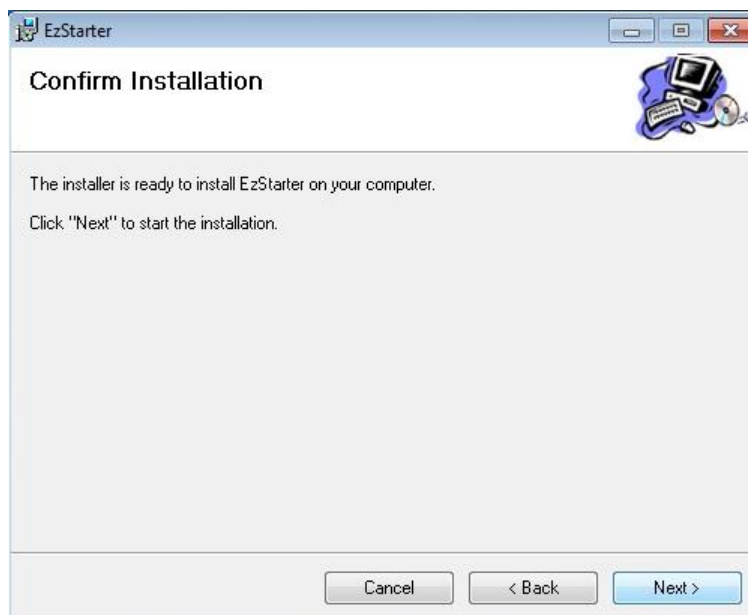 EzStarter
Confirm Installation
The installer is ready to install EzStarter on your computer.
Click "Next" to start the installation.
Cancel
< Back
Next >